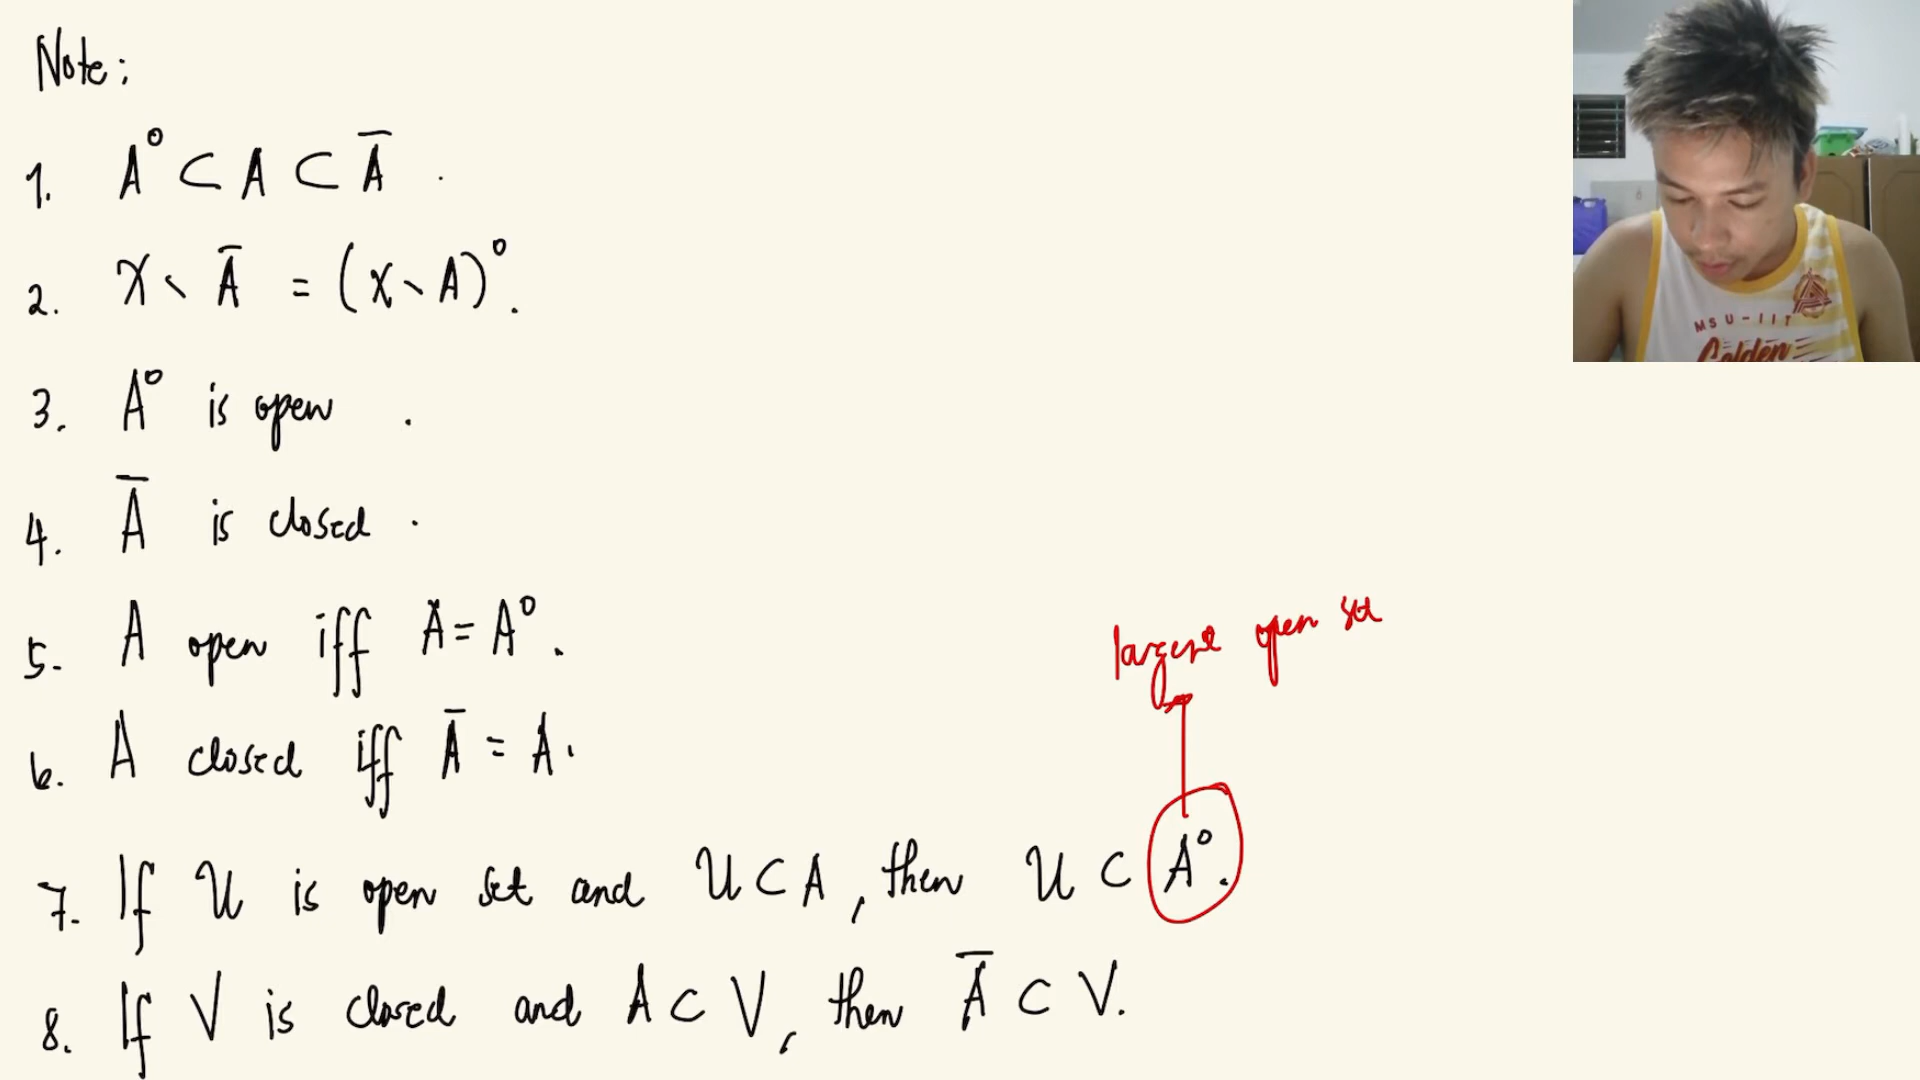 Note:
1. A° ⊂ A ⊂ Ā .
2. X \ Ā = (X \ A)°.
3. A° is open .
4. Ā is closed .
5. A open iff A = A°.
6. A closed iff Ā = A.
largest open set
7. If U is open set and U ⊂ A, then U ⊂ A°.
8. If V is closed and A ⊂ V, then Ā ⊂ V.
MSU-IIT
Golden